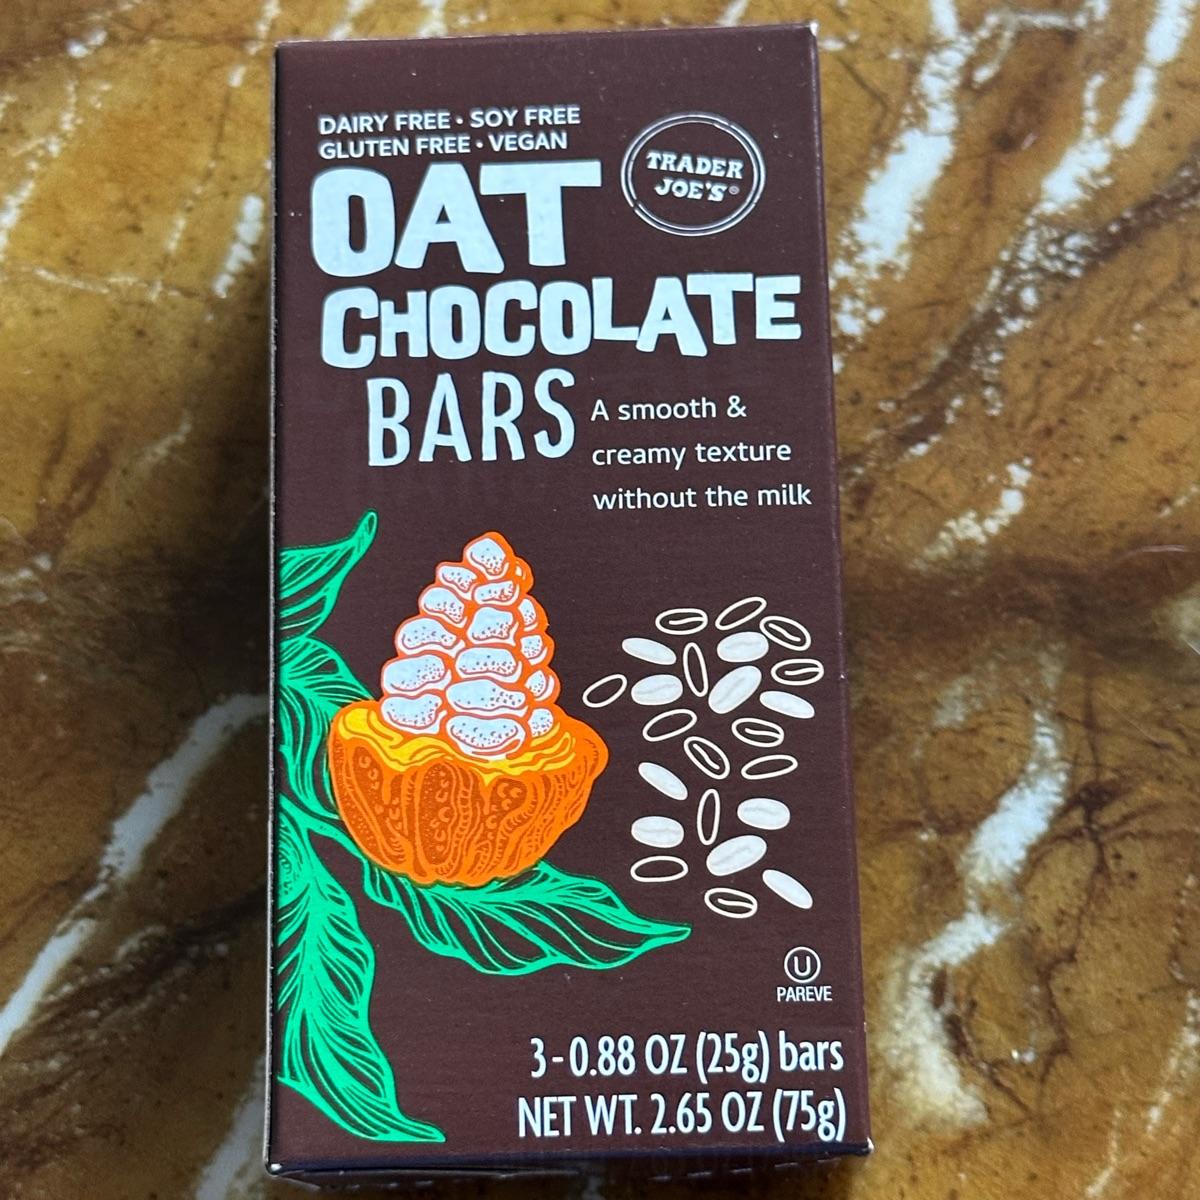 DAIRY FREE • SOY FREE
GLUTEN FREE • VEGAN
TRADER
JOE'S®
OAT
CHOCOLATE
BARS
A smooth &
creamy texture
without the milk
U
PAREVE
3-0.88 OZ (25g) bars
NET WT. 2.65 OZ (75g)